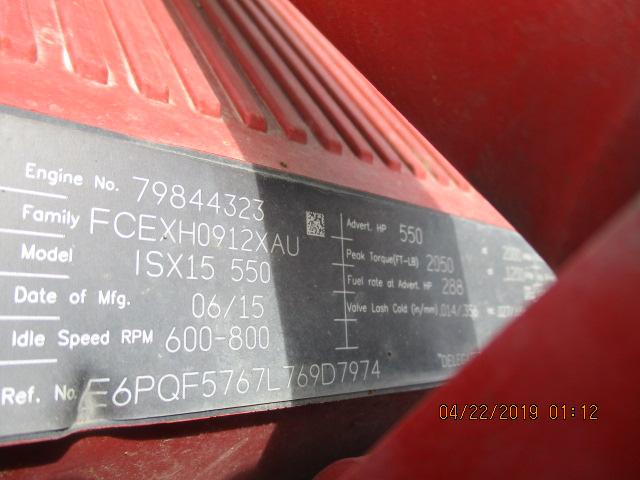 Engine No. 79844323
Family FCEXH0912XAU
Model ISX15 550
Date of Mfg. 06/15
Idle Speed RPM 600-800
Ref. No. E6PQF5767L769D7974
Advert. HP 550
Peak Torque(FT-LB) 2050
Fuel rate at Advert. HP 288
Valve Lash Cold (in/mm) .014/.356
04/22/2019 01:12